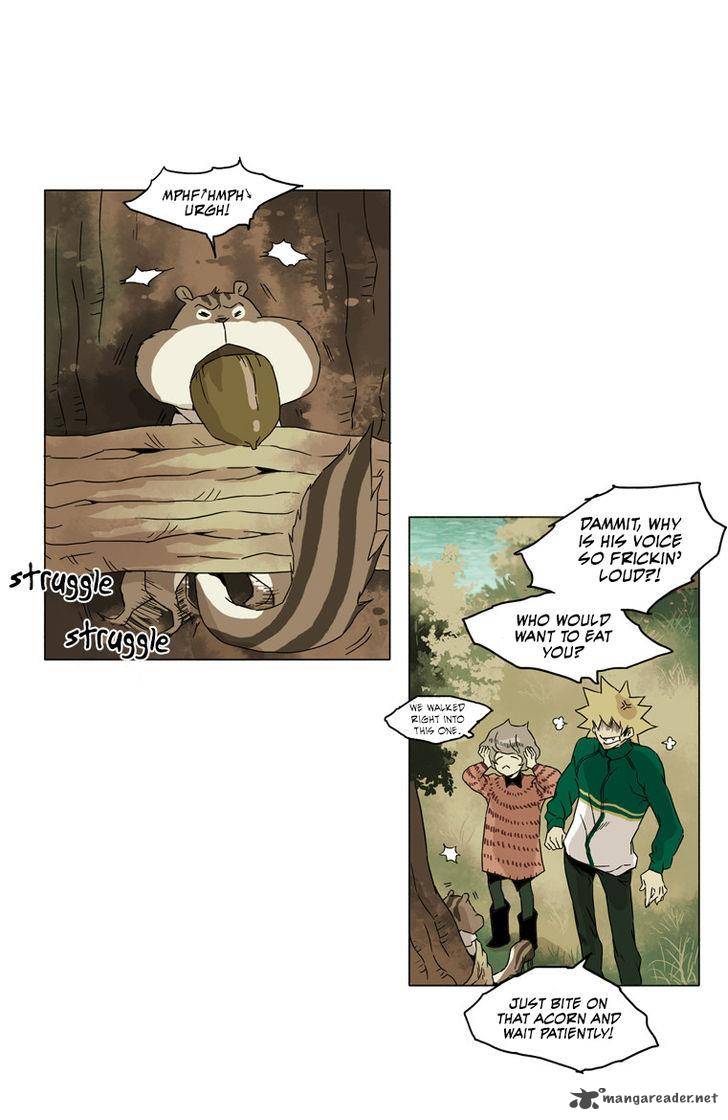 MPHF↗HMPH↘
URGH!
struggle
struggle
DAMMIT, WHY
IS HIS VOICE
SO FRICKIN'
LOUD?!
WHO WOULD
WANT TO EAT
YOU?
WE WALKED
RIGHT INTO
THIS ONE.
JUST BITE ON
THAT ACORN AND
WAIT PATIENTLY!
mangareader.net